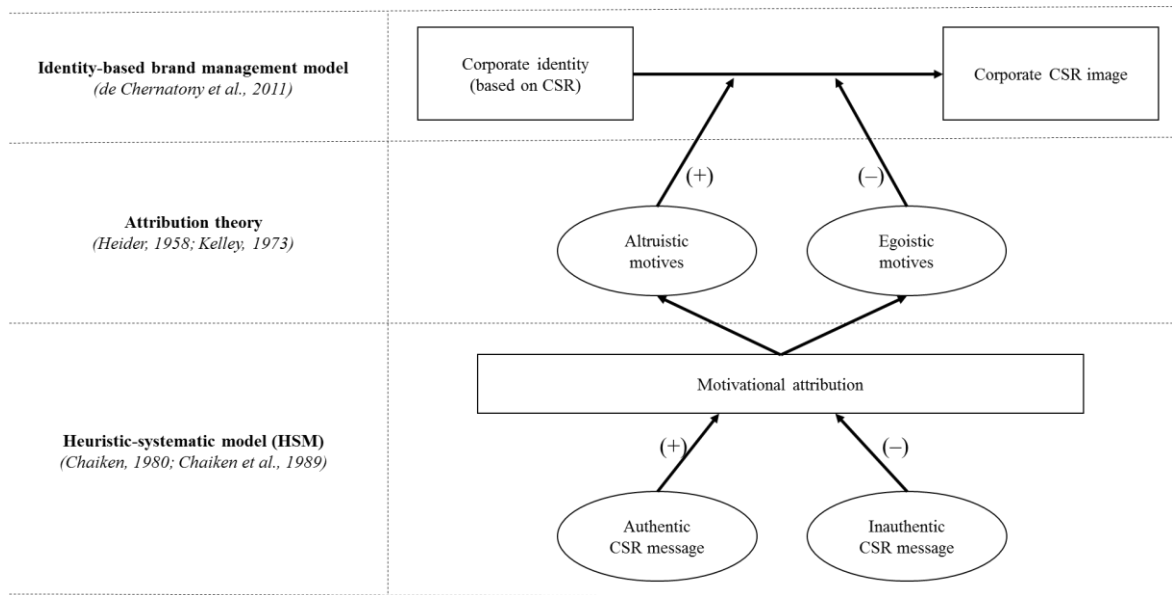 Identity-based brand management model
(de Chernatony et al., 2011)
Corporate identity
(based on CSR)
Corporate CSR image
Attribution theory
(Heider, 1958; Kelley, 1973)
(+)
(–)
Altruistic
motives
Egoistic
motives
Motivational attribution
Heuristic-systematic model (HSM)
(Chaiken, 1980; Chaiken et al., 1989)
(+)
(–)
Authentic
CSR message
Inauthentic
CSR message